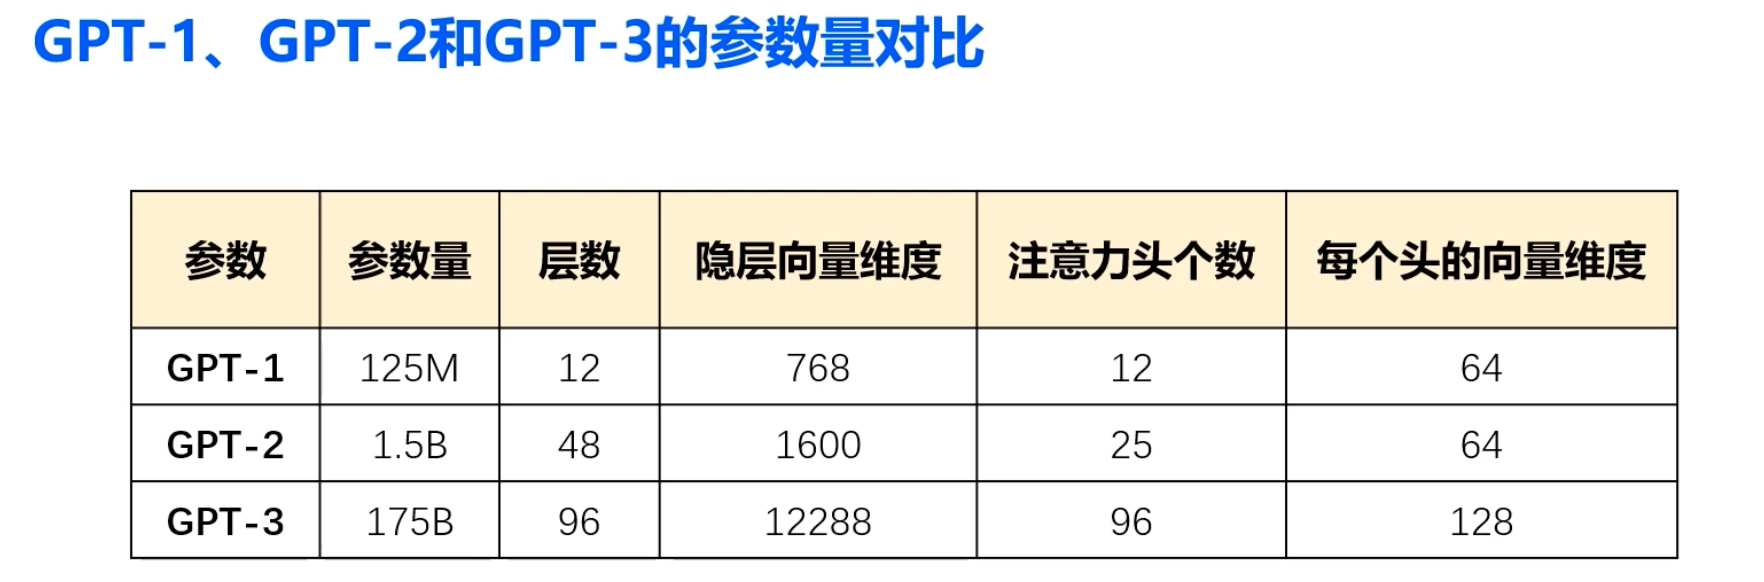 GPT-1、GPT-2和GPT-3的参数量对比
参数 参数量 层数 隐层向量维度 注意力头个数 每个头的向量维度
GPT-1 125M 12 768 12 64
GPT-2 1.5B 48 1600 25 64
GPT-3 175B 96 12288 96 128